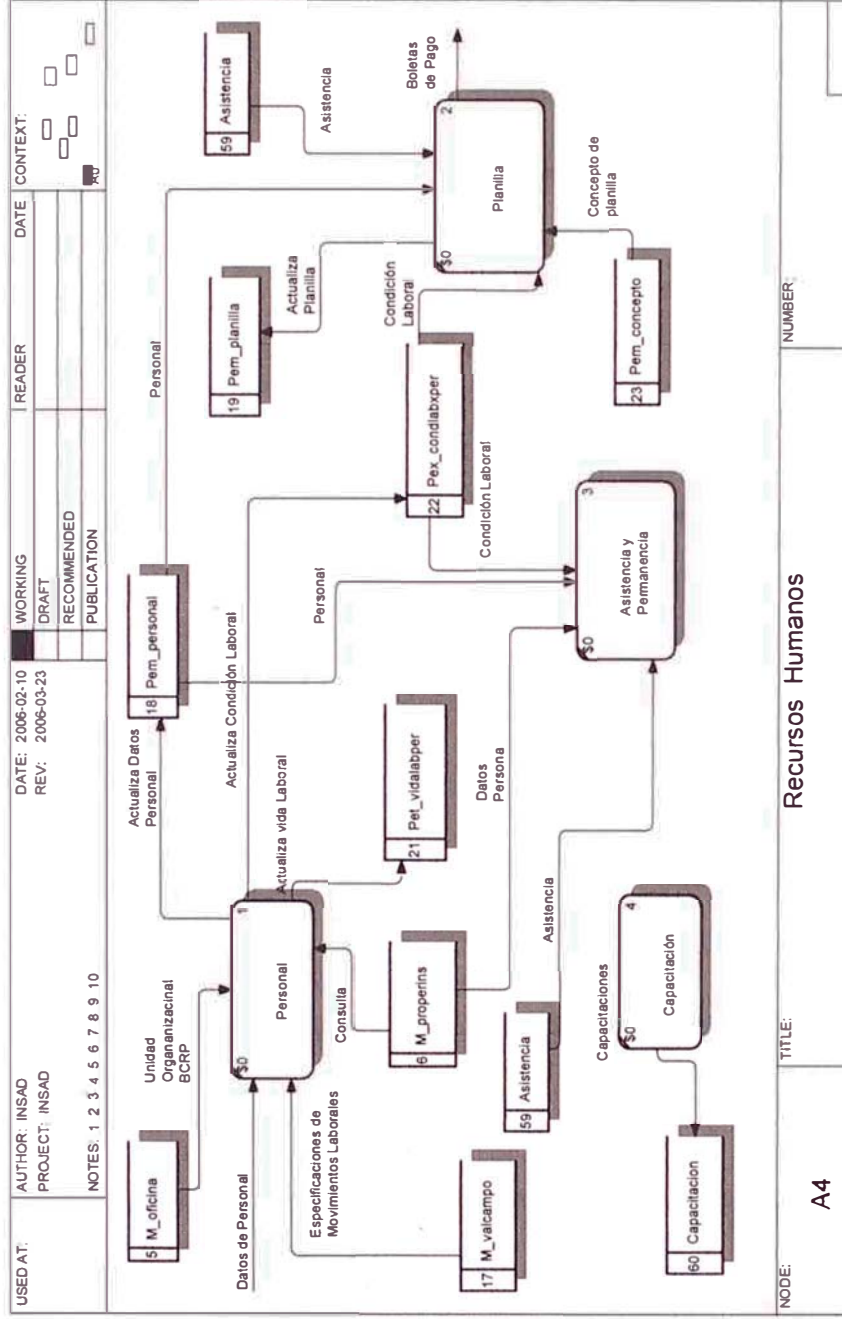 USED AT:
AUTHOR: INSAD
PROJECT: INSAD
NOTES: 1 2 3 4 5 6 7 8 9 10
DATE: 2006-02-10
REV: 2006-03-23
WORKING
DRAFT
RECOMMENDED
PUBLICATION
READER
DATE
CONTEXT:
A0
5 M_oficina
Unidad
Organanizacinal
BCRP
Datos de Personal
Especificaciones de
Movimientos Laborales
17 M_valcampo
$0
1
Personal
Consulta
6 M_properins
Actualiza Datos
Personal
18 Pem_personal
Actualiza Condición Laboral
Actualiza vida Laboral
21 Pet_vidalabper
Personal
Personal
19 Pem_planilla
Actualiza
Planilla
59 Asistencia
Asistencia
Boletas
de Pago
$0
2
Planilla
Condición
Laboral
22 Pex_condlabxper
Condición Laboral
Concepto de
planilla
23 Pem_concepto
Datos
Persona
$0
3
Asistencia y
Permanencia
59 Asistencia
Asistencia
Capacitaciones
$0
4
Capacitación
60 Capacitacion
NODE:
A4
TITLE:
Recursos Humanos
NUMBER: